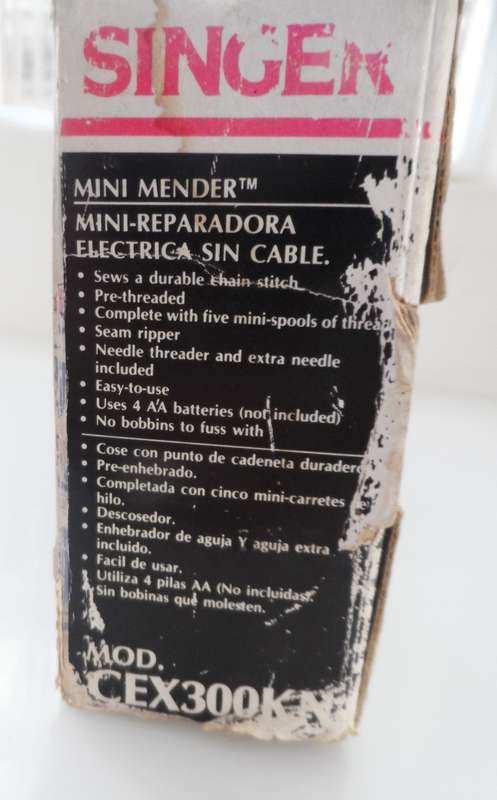 SINGER
MINI MENDER™
MINI-REPARADORA
ELECTRICA SIN CABLE.
• Sews a durable chain stitch
• Pre-threaded
• Complete with five mini-spools of thread
• Seam ripper
• Needle threader and extra needle
included
• Easy-to-use
• Uses 4 AA batteries (not included)
• No bobbins to fuss with
• Cose con punto de cadeneta duradero
• Pre-enhebrado.
• Completada con cinco mini-carretes
hilo.
• Descosedor.
• Enhebrador de aguja Y aguja extra
incluido.
• Facil de usar.
• Utiliza 4 pilas AA (No incluidas).
Sin bobinas que molesten.
MOD.
CEX300KN